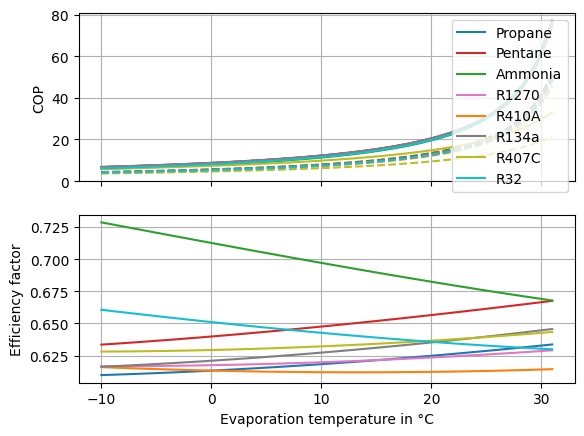 80
60
40
20
0
COP
Propane
Pentane
Ammonia
R1270
R410A
R134a
R407C
R32
0.725
0.700
0.675
0.650
0.625
Efficiency factor
−10 0 10 20 30
Evaporation temperature in °C